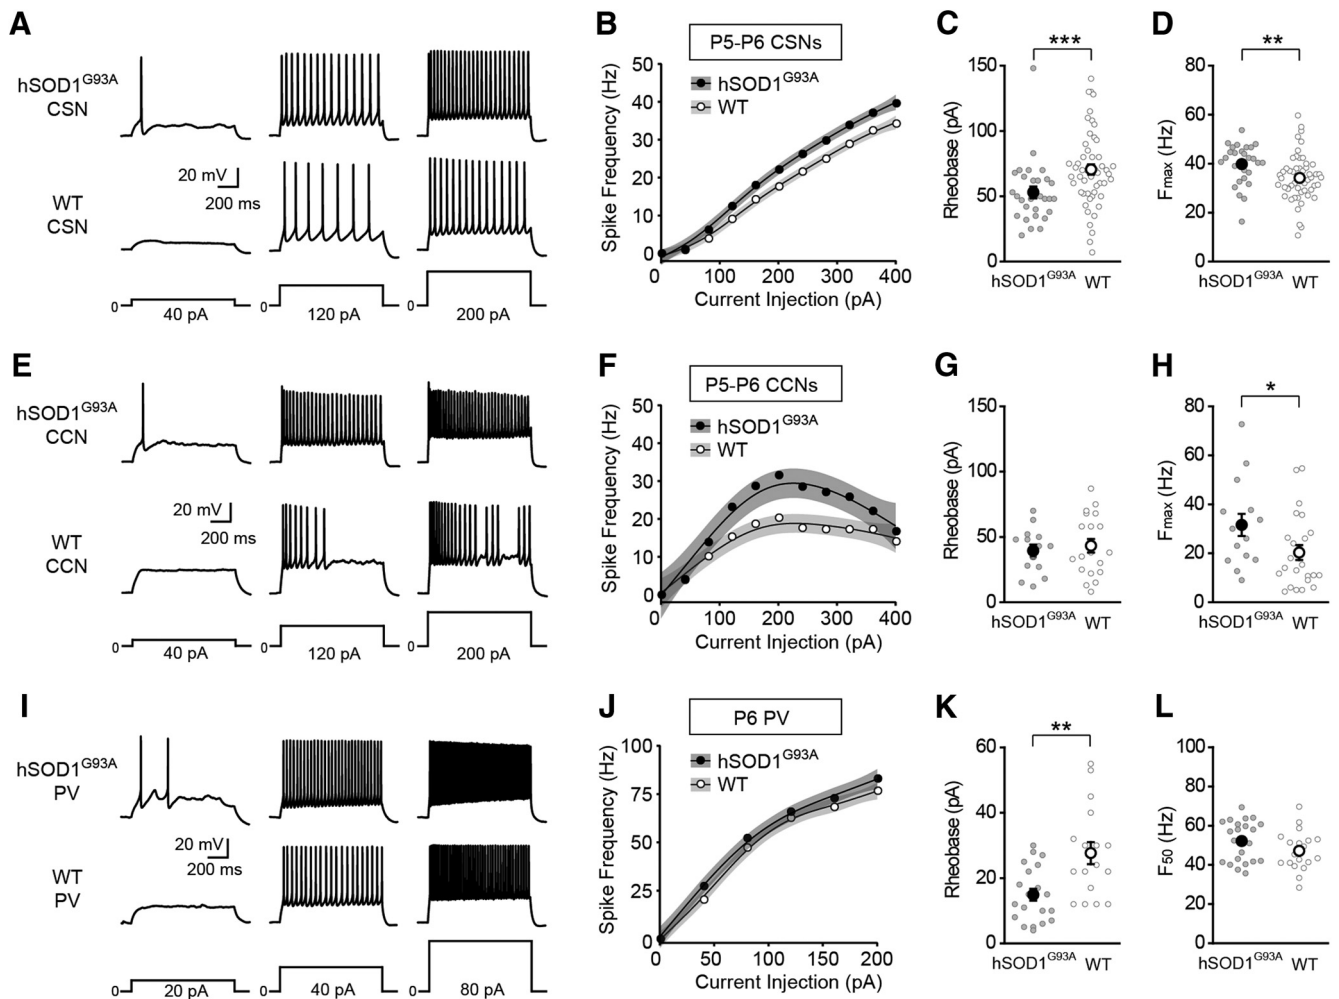 A
hSOD1G93A
CSN
20 mV
200 ms
WT
CSN
0
40 pA
0
120 pA
0
200 pA
B
P5-P6 CSNs
hSOD1G93A
WT
Spike Frequency (Hz)
50
40
30
20
10
0
0
100
200
300
400
Current Injection (pA)
C
***
Rheobase (pA)
150
100
50
0
hSOD1G93A
WT
D
**
Fmax (Hz)
80
60
40
20
0
hSOD1G93A
WT
E
hSOD1G93A
CCN
20 mV
200 ms
WT
CCN
0
40 pA
0
120 pA
0
200 pA
F
P5-P6 CCNs
hSOD1G93A
WT
Spike Frequency (Hz)
50
40
30
20
10
0
0
100
200
300
400
Current Injection (pA)
G
Rheobase (pA)
150
100
50
0
hSOD1G93A
WT
H
*
Fmax (Hz)
80
60
40
20
0
hSOD1G93A
WT
I
hSOD1G93A
PV
20 mV
200 ms
WT
PV
0
20 pA
0
40 pA
0
80 pA
J
P6 PV
hSOD1G93A
WT
Spike Frequency (Hz)
100
75
50
25
0
0
50
100
150
200
Current Injection (pA)
K
**
Rheobase (pA)
60
40
20
0
hSOD1G93A
WT
L
F50 (Hz)
100
80
60
40
20
0
hSOD1G93A
WT